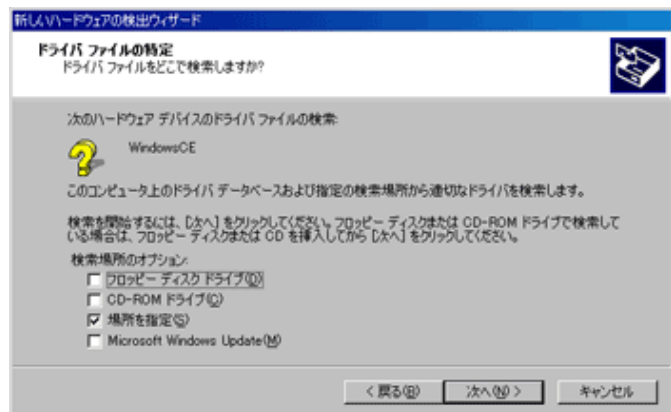 新しいハードウェアの検出ウィザード
ドライバ ファイルの特定
ドライバ ファイルをどこで検索しますか?
次のハードウェア デバイスのドライバ ファイルの検索:
WindowsCE
このコンピュータ上のドライバ データベースおよび指定の検索場所から適切なドライバを検索します。
検索を開始するには、[次へ] をクリックしてください。フロッピー ディスクまたは CD-ROM ドライブで検索して
いる場合は、フロッピー ディスクまたは CD を挿入してから [次へ] をクリックしてください。
検索場所のオプション:
フロッピー ディスク ドライブ(D)
CD-ROM ドライブ(C)
場所を指定(S)
Microsoft Windows Update(M)
< 戻る(B) 次へ(N) > キャンセル